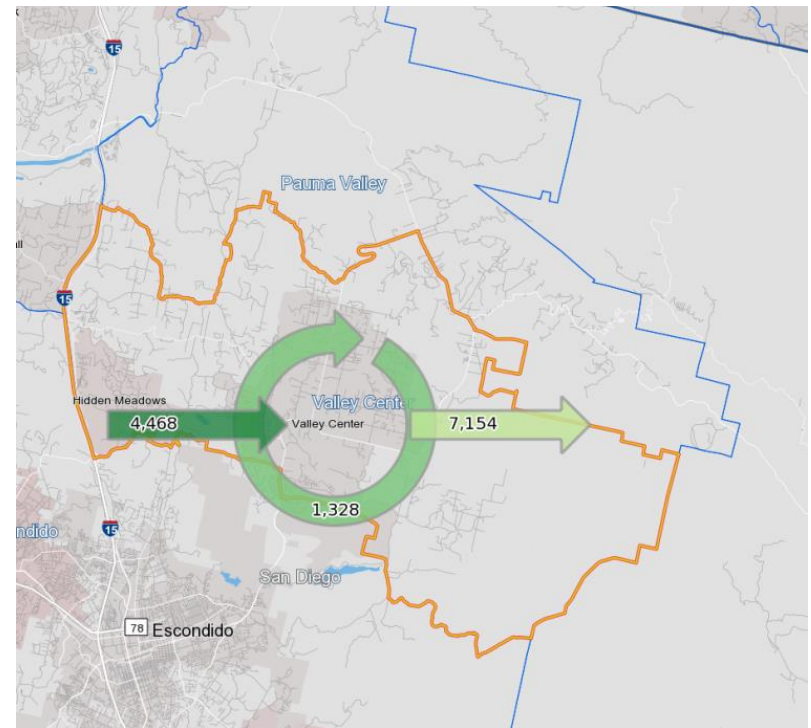 15
Pauma Valley
15
Hidden Meadows
4,468
Valley Center
Valley Center
7,154
1,328
15
San Diego
78
Escondido